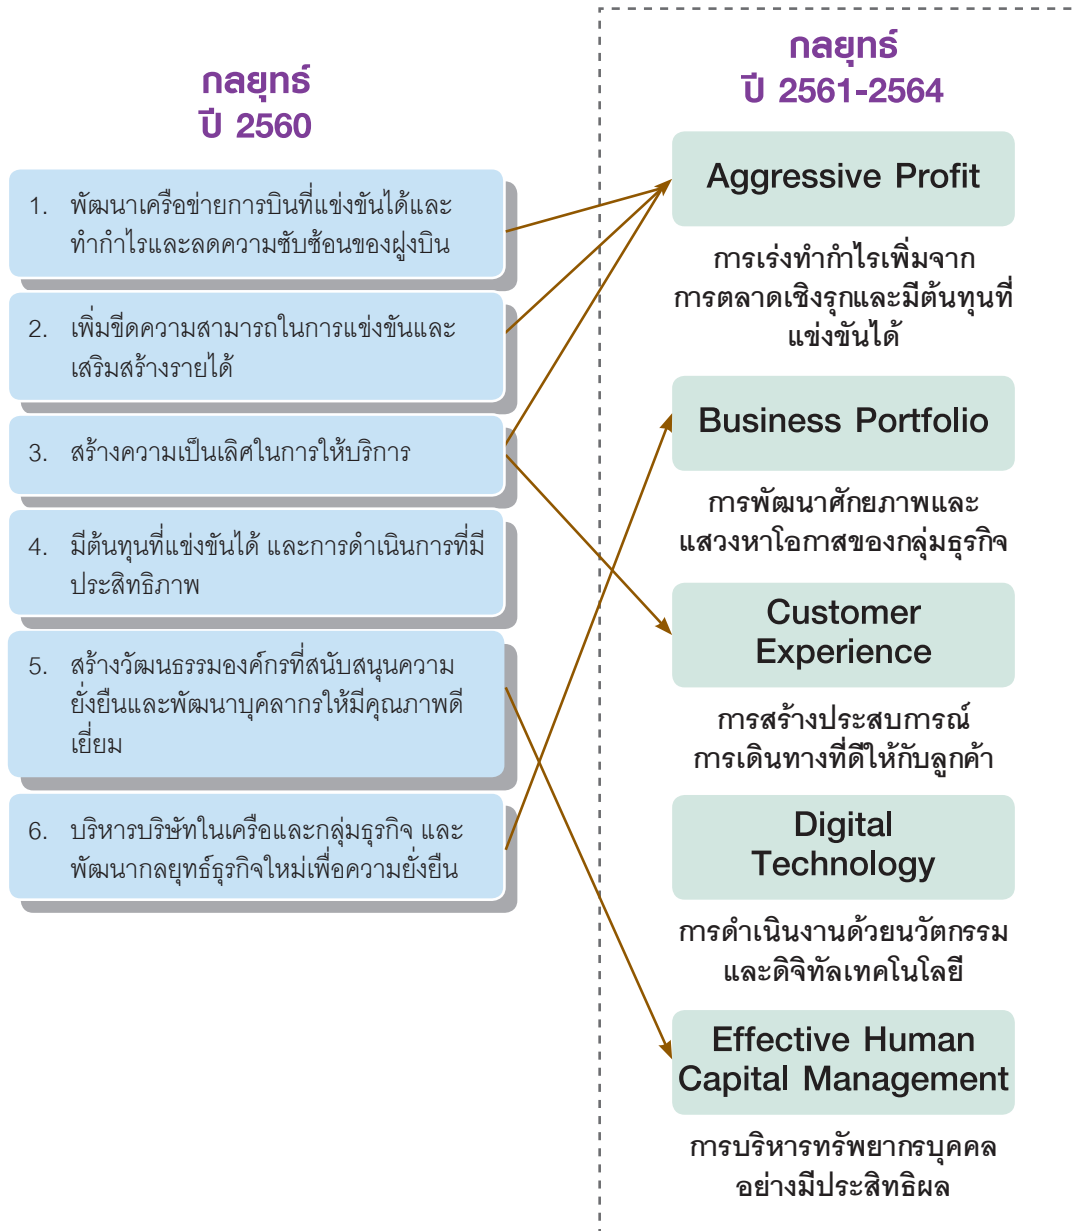 กลยุทธ์
ปี 2560
1. พัฒนาเครือข่ายการบินที่แข่งขันได้และ
ทำกำไรและลดความซับซ้อนของฝูงบิน
2. เพิ่มขีดความสามารถในการแข่งขันและ
เสริมสร้างรายได้
3. สร้างความเป็นเลิศในการให้บริการ
4. มีต้นทุนที่แข่งขันได้ และการดำเนินการที่มี
ประสิทธิภาพ
5. สร้างวัฒนธรรมองค์กรที่สนับสนุนความ
ยั่งยืนและพัฒนาบุคลากรให้มีคุณภาพดี
เยี่ยม
6. บริหารบริษัทในเครือและกลุ่มธุรกิจ และ
พัฒนากลยุทธ์ธุรกิจใหม่เพื่อความยั่งยืน
กลยุทธ์
ปี 2561-2564
Aggressive Profit
การเร่งทำกำไรเพิ่มจาก
การตลาดเชิงรุกและมีต้นทุนที่
แข่งขันได้
Business Portfolio
การพัฒนาศักยภาพและ
แสวงหาโอกาสของกลุ่มธุรกิจ
Customer
Experience
การสร้างประสบการณ์
การเดินทางที่ดีให้กับลูกค้า
Digital
Technology
การดำเนินงานด้วยนวัตกรรม
และดิจิทัลเทคโนโลยี
Effective Human
Capital Management
การบริหารทรัพยากรบุคคล
อย่างมีประสิทธิผล